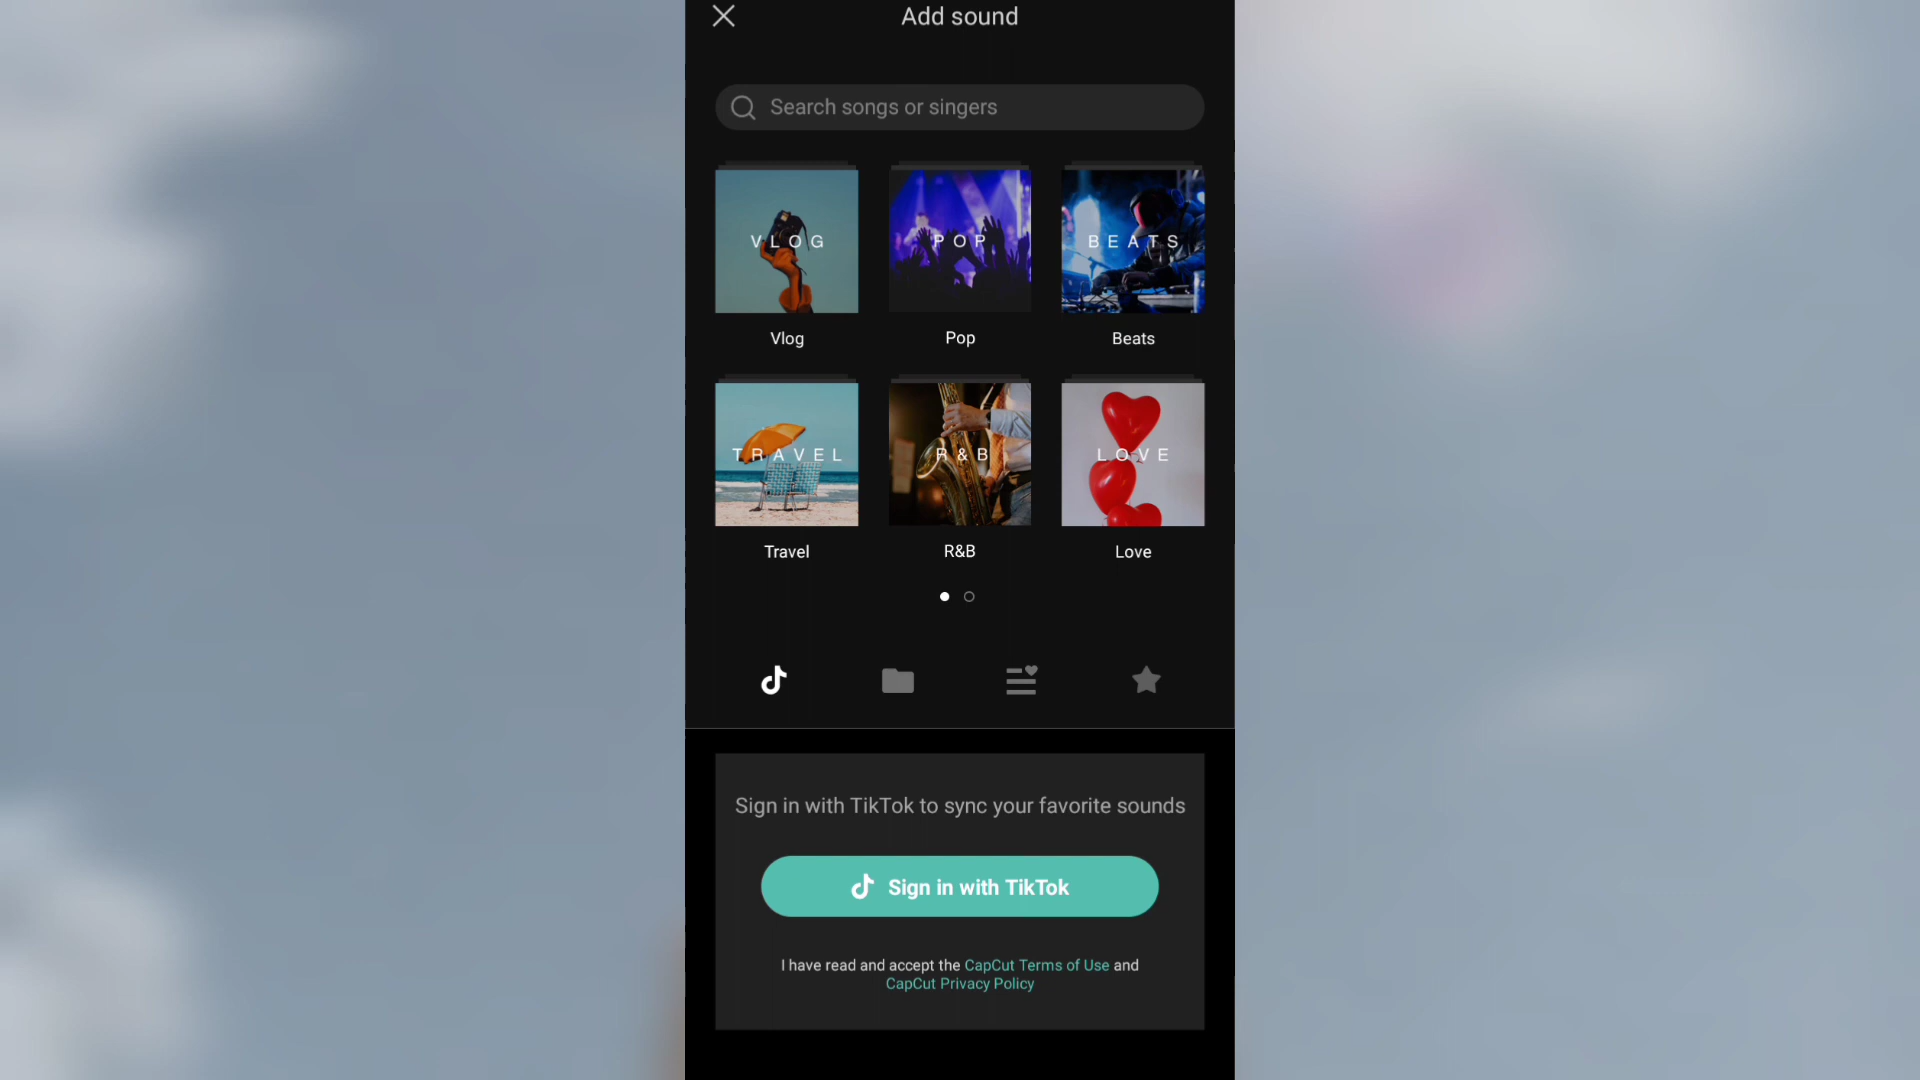 Add sound
Search songs or singers
VLOG
POP
BEATS
Vlog
Pop
Beats
TRAVEL
R&B
LOVE
Travel
R&B
Love
Sign in with TikTok to sync your favorite sounds
Sign in with TikTok
I have read and accept the CapCut Terms of Use and
CapCut Privacy Policy